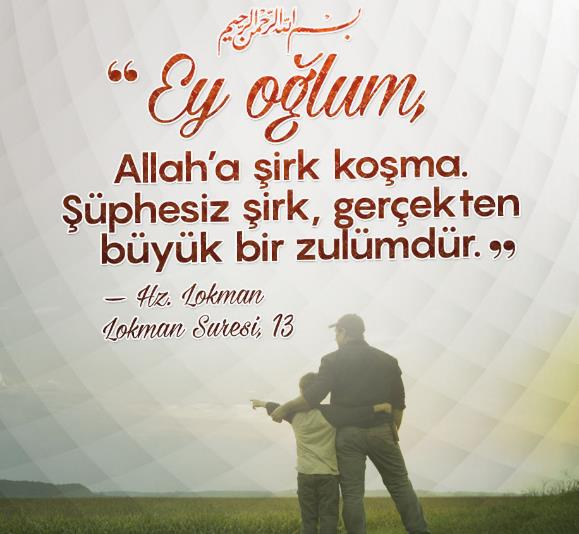 بسم الله الرحمن الرحيم
“Ey oğlum,
Allah’a şirk koşma.
Şüphesiz şirk, gerçekten
büyük bir zulümdür.”
– Hz. Lokman
Lokman Suresi, 13